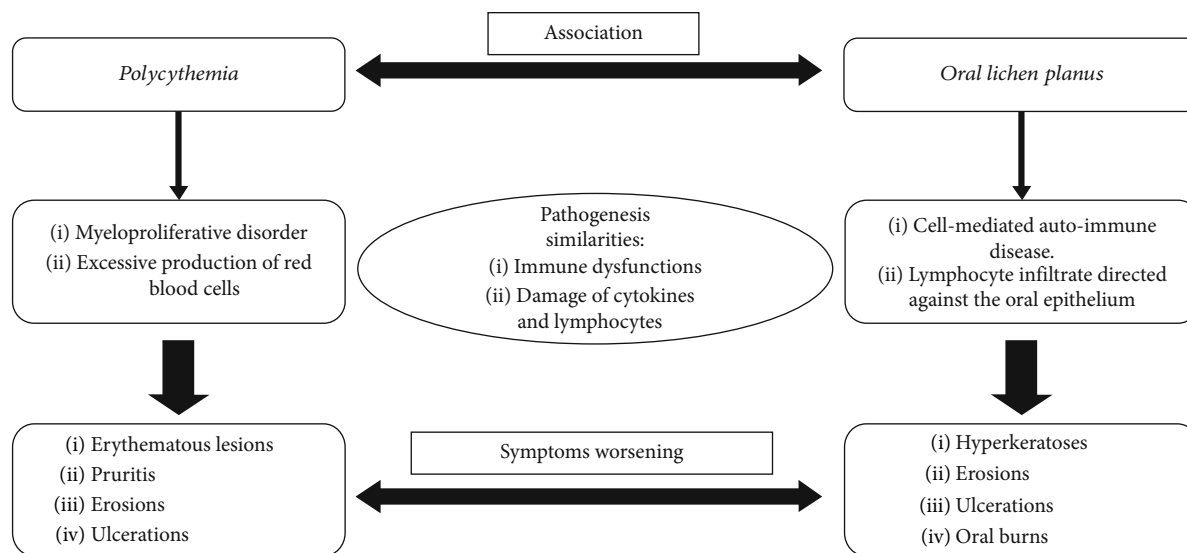 Association
Polycythemia
Oral lichen planus
(i) Myeloproliferative disorder
(ii) Excessive production of red
blood cells
Pathogenesis
similarities:
(i) Immune dysfunctions
(ii) Damage of cytokines
and lymphocytes
(i) Cell-mediated auto-immune
disease.
(ii) Lymphocyte infiltrate directed
against the oral epithelium
(i) Erythematous lesions
(ii) Pruritis
(iii) Erosions
(iv) Ulcerations
Symptoms worsening
(i) Hyperkeratoses
(ii) Erosions
(iii) Ulcerations
(iv) Oral burns